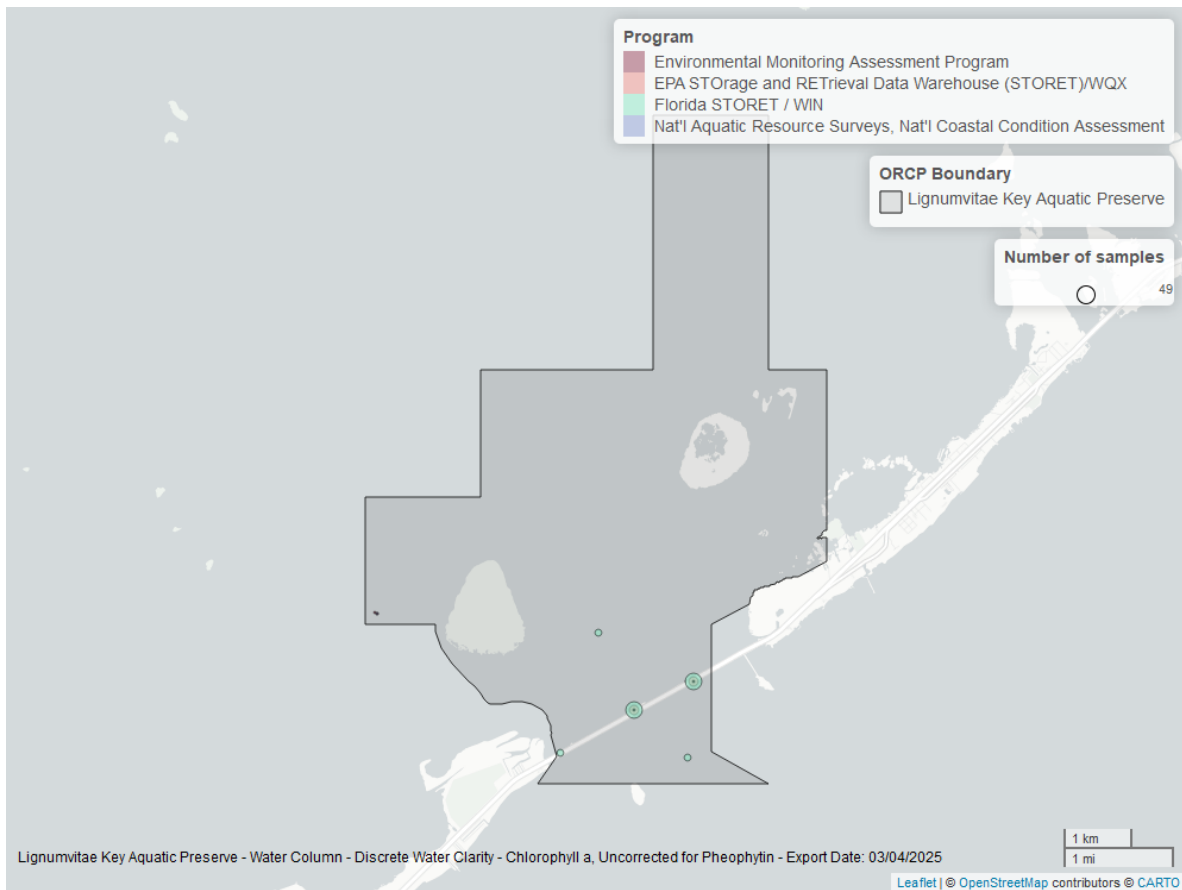 Program
Environmental Monitoring Assessment Program
EPA STOrage and RETrieval Data Warehouse (STORET)/WQX
Florida STORET / WIN
Nat'l Aquatic Resource Surveys, Nat'l Coastal Condition Assessment
ORCP Boundary
Lignumvitae Key Aquatic Preserve
Number of samples
49
1 km
1 mi
Lignumvitae Key Aquatic Preserve - Water Column - Discrete Water Clarity - Chlorophyll a, Uncorrected for Pheophytin - Export Date: 03/04/2025
Leaflet | © OpenStreetMap contributors © CARTO